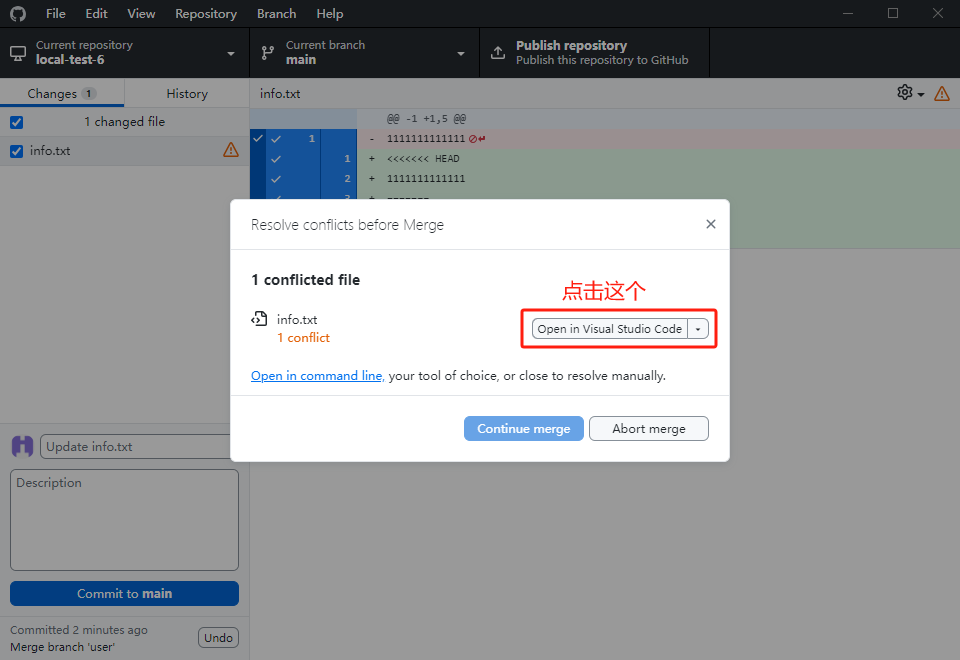 File Edit View Repository Branch Help
Current repository
local-test-6
Current branch
main
Publish repository
Publish this repository to GitHub
Changes 1 History
info.txt
1 changed file
info.txt
@@ -1 +1,5 @@
1 - 1111111111111
1 + <<<<<<< HEAD
2 + 1111111111111
3 + =======
Resolve conflicts before Merge
1 conflicted file
点击这个
info.txt
1 conflict
Open in Visual Studio Code
Open in command line, your tool of choice, or close to resolve manually.
Continue merge Abort merge
Update info.txt
Description
Commit to main
Committed 2 minutes ago
Merge branch 'user'
Undo